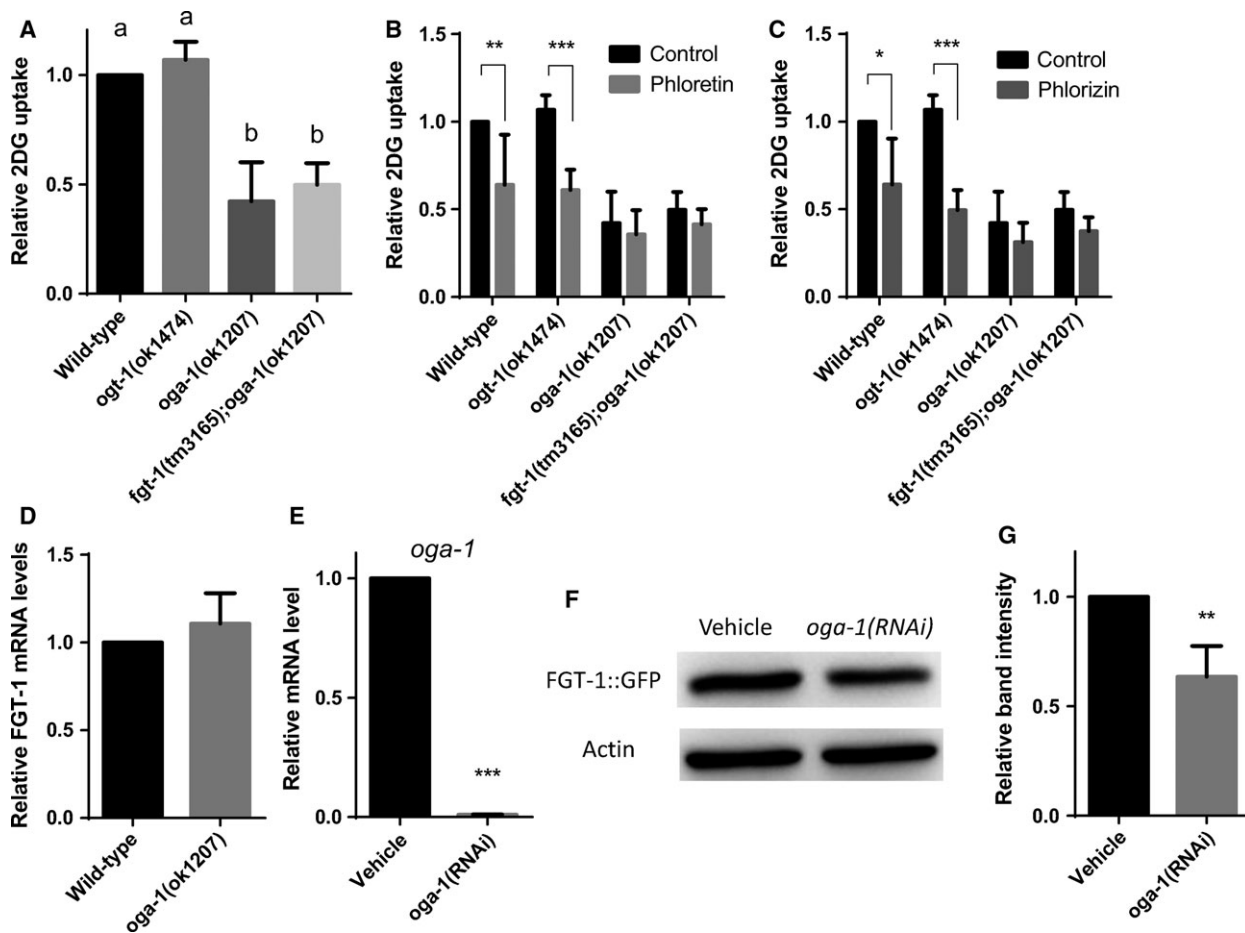 A
a
a
b
b
1.0
0.5
0.0
Relative 2DG uptake
Wild-type
ogt-1(ok1474)
oga-1(ok1207)
fgt-1(tm3165);oga-1(ok1207)
B
**
***
Control
Phloretin
1.5
1.0
0.5
0.0
Relative 2DG uptake
Wild-type
ogt-1(ok1474)
oga-1(ok1207)
fgt-1(tm3165);oga-1(ok1207)
C
*
***
Control
Phlorizin
1.5
1.0
0.5
0.0
Relative 2DG uptake
Wild-type
ogt-1(ok1474)
oga-1(ok1207)
fgt-1(tm3165);oga-1(ok1207)
D
1.5
1.0
0.5
0.0
Relative FGT-1 mRNA levels
Wild-type
oga-1(ok1207)
E
oga-1
1.0
0.5
0.0
Relative mRNA level
***
Vehicle
oga-1(RNAi)
F
Vehicle oga-1(RNAi)
FGT-1::GFP
Actin
G
1.0
0.5
0.0
Relative band intensity
**
Vehicle
oga-1(RNAi)